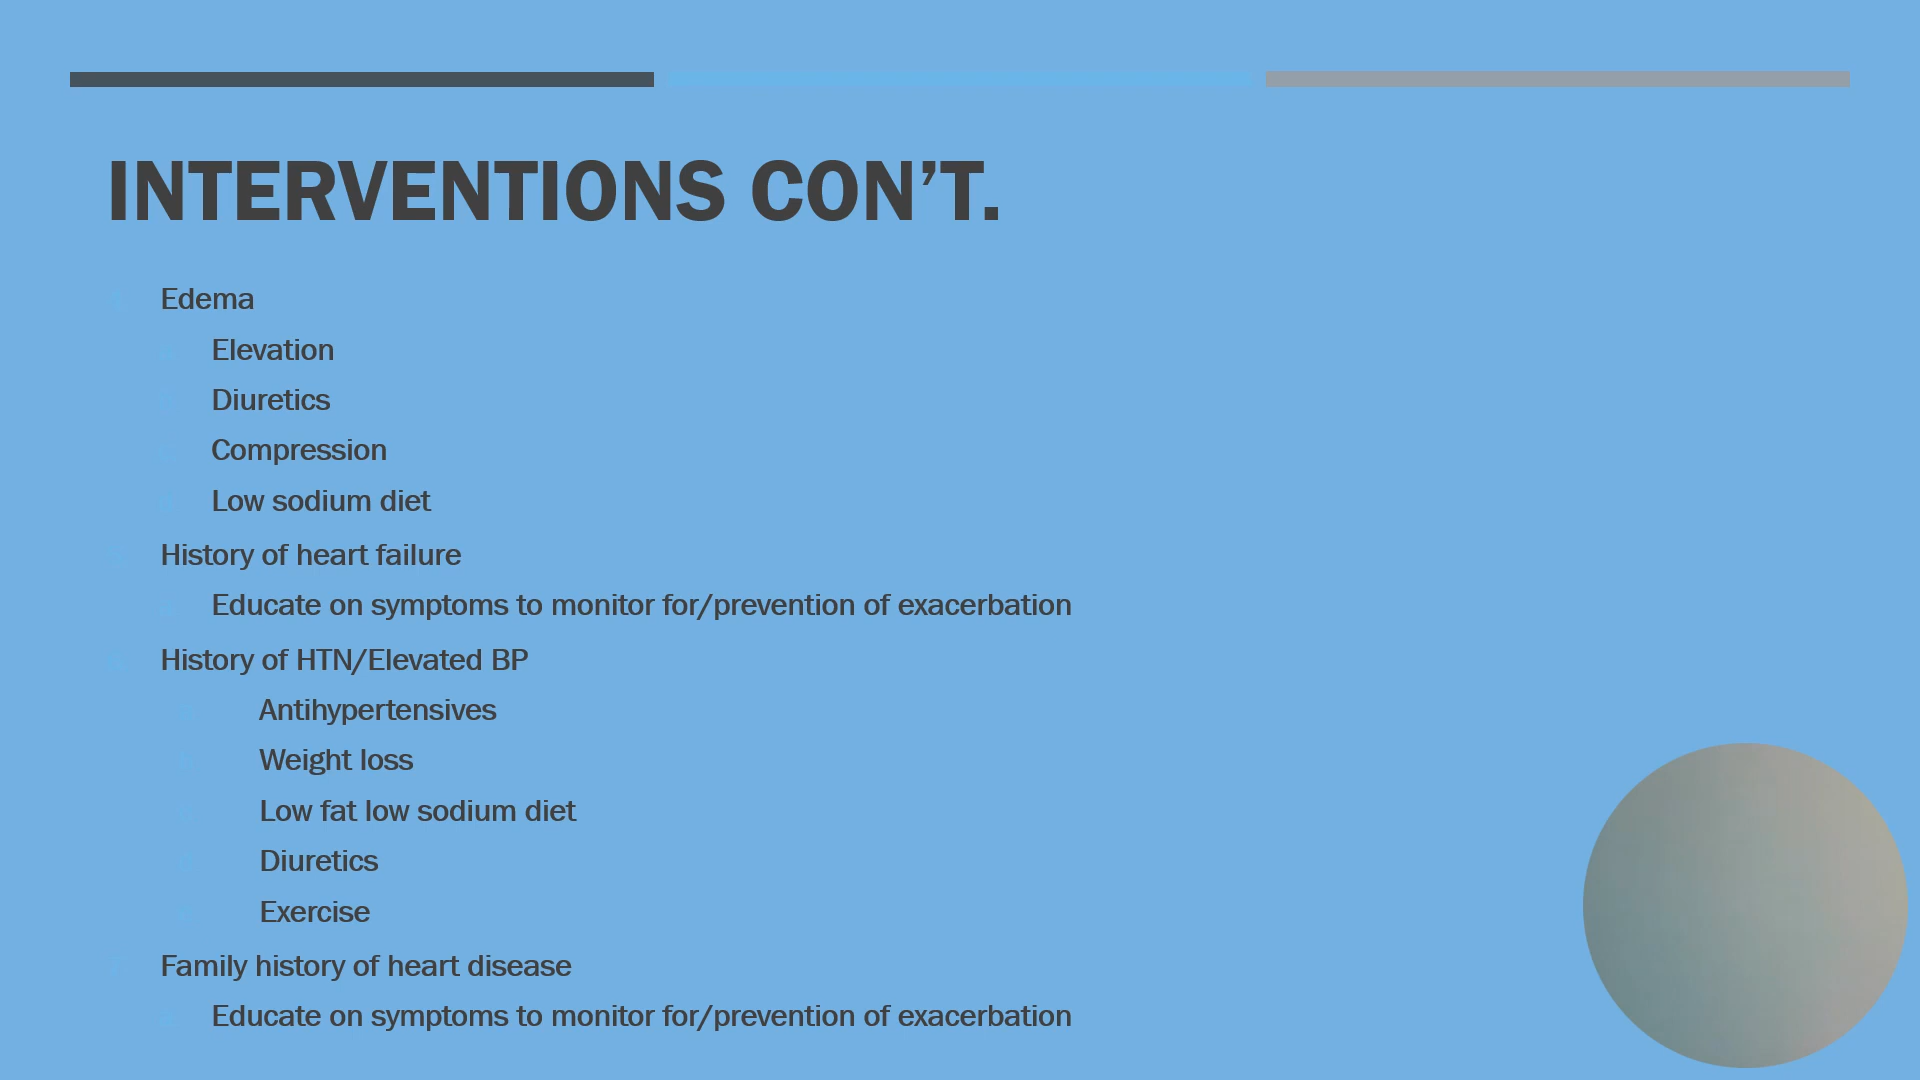 INTERVENTIONS CON’T.
4. Edema
Elevation
Diuretics
Compression
Low sodium diet
History of heart failure
Educate on symptoms to monitor for/prevention of exacerbation
History of HTN/Elevated BP
Antihypertensives
Weight loss
Low fat low sodium diet
Diuretics
Exercise
7. Family history of heart disease
Educate on symptoms to monitor for/prevention of exacerbation